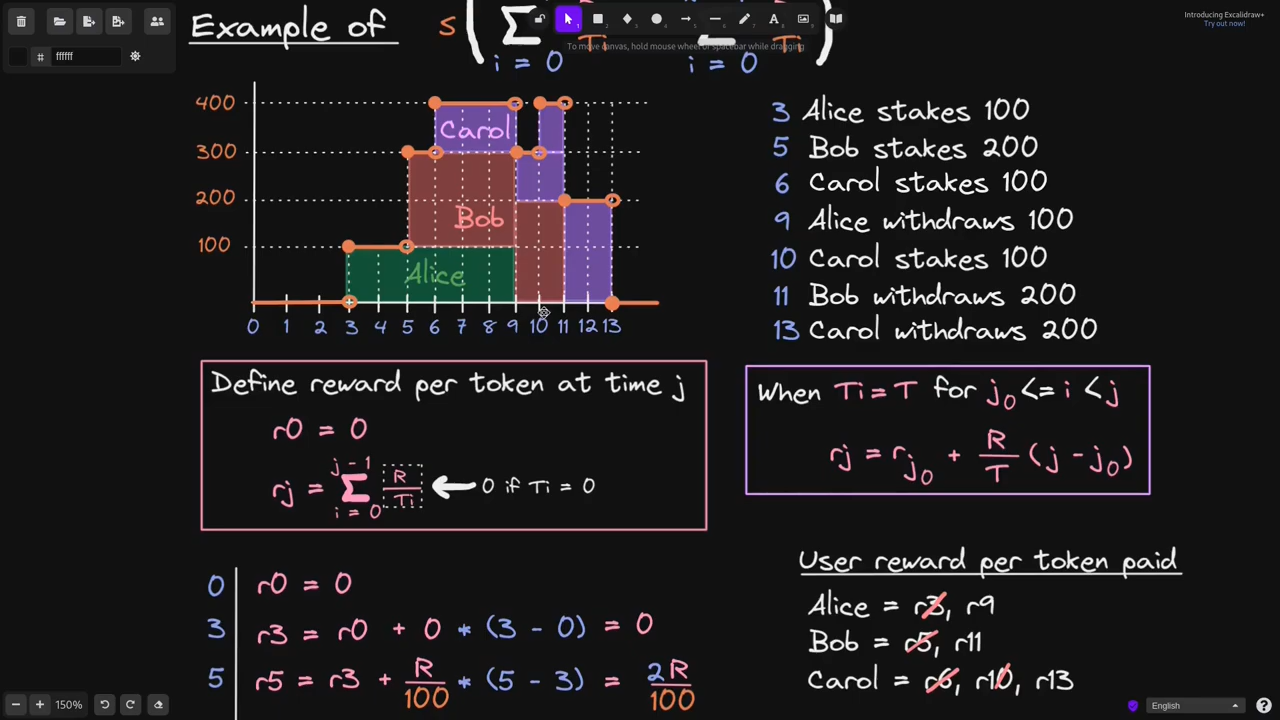 Introducing Excalidraw+
Try out now!
# ffffff
To move canvas, hold mouse wheel or spacebar while dragging
Example of s ( Σ Ti Σ Ti )
i = 0 i = 0
400
300
200
100
Carol
Bob
Alice
0 1 2 3 4 5 6 7 8 9 10 11 12 13
3 Alice stakes 100
5 Bob stakes 200
6 Carol stakes 100
9 Alice withdraws 100
10 Carol stakes 100
11 Bob withdraws 200
13 Carol withdraws 200
Define reward per token at time j
r0 = 0
j - 1
rj = Σ R / Ti ← 0 if Ti = 0
i = 0
When Ti = T for j0 <= i < j
rj = rj0 + R / T (j - j0)
0 r0 = 0
3 r3 = r0 + 0 * (3 - 0) = 0
5 r5 = r3 + R / 100 * (5 - 3) = 2R / 100
User reward per token paid
Alice = r3, r9
Bob = r5, r11
Carol = r6, r10, r13
150%
English